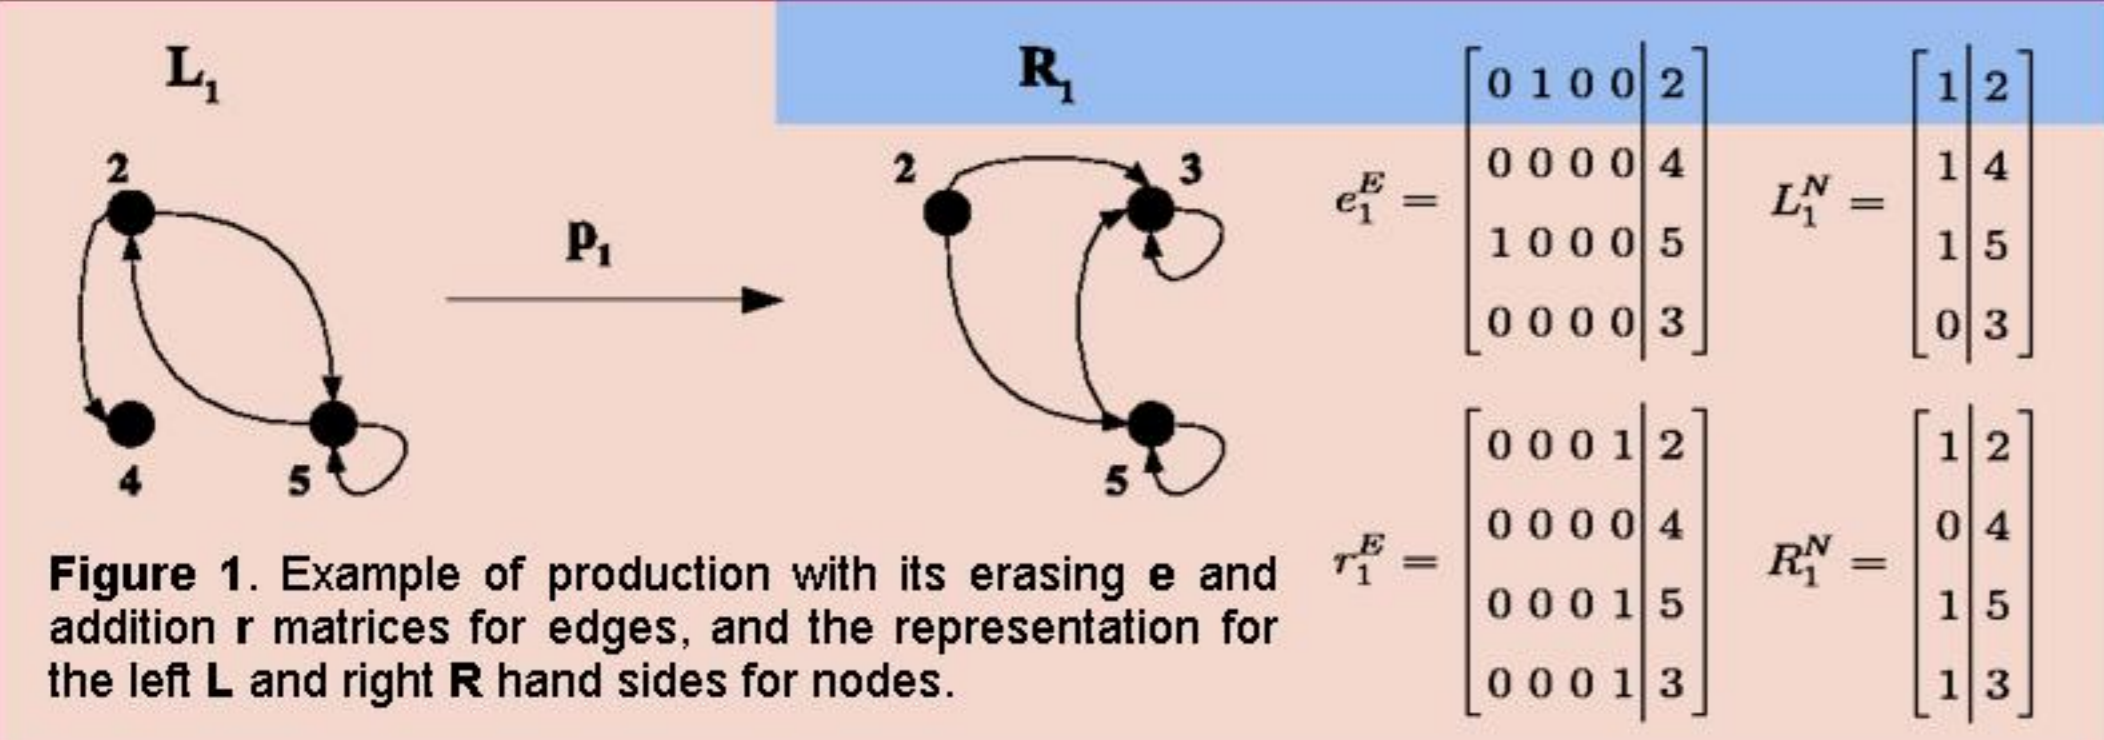 L₁
R₁
2
4
5
p₁
2
3
5
e₁ᴱ =
0 1 0 0 | 2
0 0 0 0 | 4
1 0 0 0 | 5
0 0 0 0 | 3
L₁ᴺ =
1 | 2
1 | 4
1 | 5
0 | 3
r₁ᴱ =
0 0 0 1 | 2
0 0 0 0 | 4
0 0 0 1 | 5
0 0 0 1 | 3
R₁ᴺ =
1 | 2
0 | 4
1 | 5
1 | 3
Figure 1. Example of production with its erasing e and
addition r matrices for edges, and the representation for
the left L and right R hand sides for nodes.